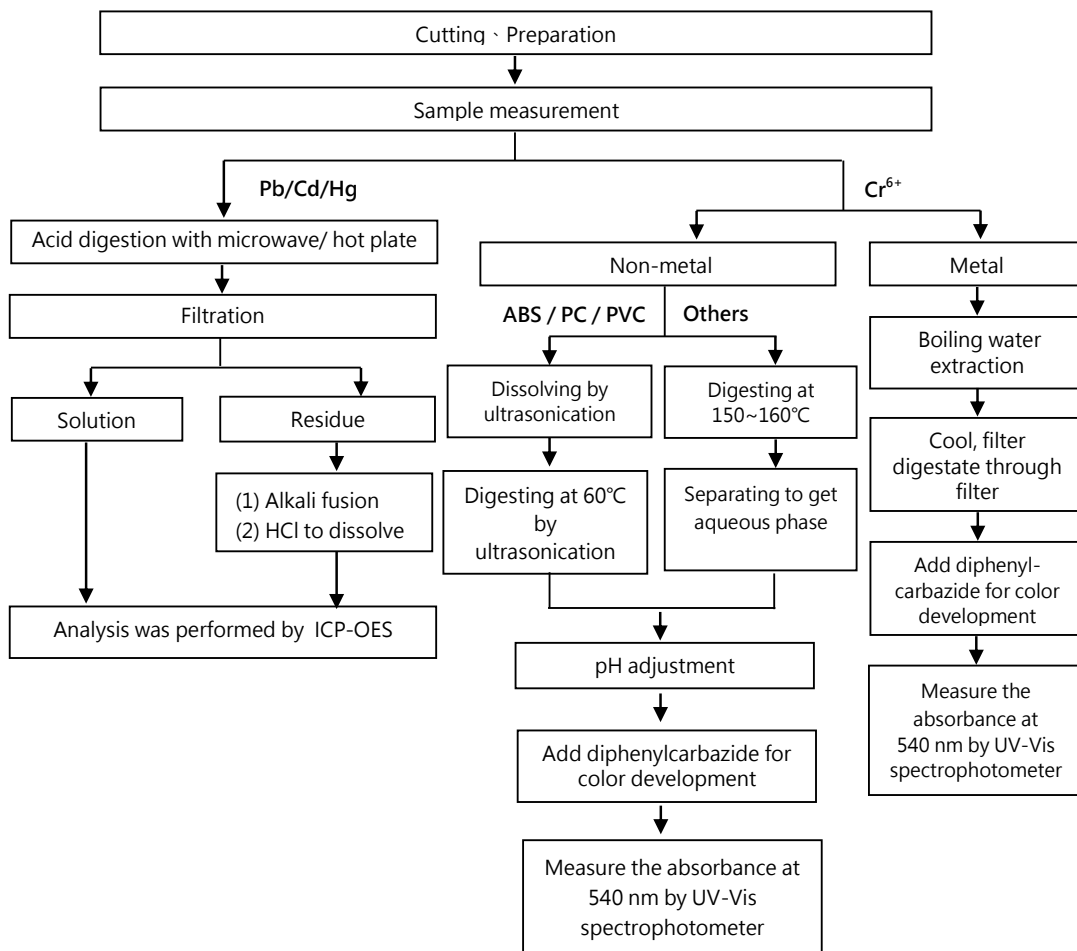 Cutting、Preparation
Sample measurement
Pb/Cd/Hg
Cr⁶⁺
Acid digestion with microwave/ hot plate
Filtration
Solution
Residue
(1) Alkali fusion
(2) HCl to dissolve
Analysis was performed by ICP-OES
Non-metal
ABS / PC / PVC
Others
Dissolving by
ultrasonication
Digesting at 60℃
by
ultrasonication
Digesting at
150~160℃
Separating to get
aqueous phase
pH adjustment
Add diphenylcarbazide for
color development
Measure the absorbance at
540 nm by UV-Vis
spectrophotometer
Metal
Boiling water
extraction
Cool, filter
digestate through
filter
Add diphenyl-
carbazide for color
development
Measure the
absorbance at
540 nm by UV-Vis
spectrophotometer